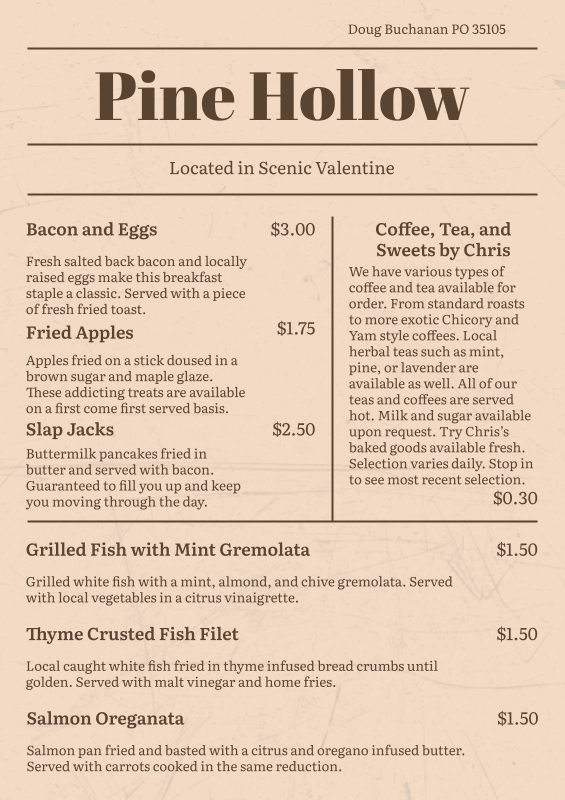 Doug Buchanan PO 35105
Pine Hollow
Located in Scenic Valentine
Bacon and Eggs $3.00
Fresh salted back bacon and locally
raised eggs make this breakfast
staple a classic. Served with a piece
of fresh fried toast.
Fried Apples $1.75
Apples fried on a stick doused in a
brown sugar and maple glaze.
These addicting treats are available
on a first come first served basis.
Slap Jacks $2.50
Buttermilk pancakes fried in
butter and served with bacon.
Guaranteed to fill you up and keep
you moving through the day.
Coffee, Tea, and
Sweets by Chris
We have various types of
coffee and tea available for
order. From standard roasts
to more exotic Chicory and
Yam style coffees. Local
herbal teas such as mint,
pine, or lavender are
available as well. All of our
teas and coffees are served
hot. Milk and sugar available
upon request. Try Chris's
baked goods available fresh.
Selection varies daily. Stop in
to see most recent selection.
$0.30
Grilled Fish with Mint Gremolata $1.50
Grilled white fish with a mint, almond, and chive gremolata. Served
with local vegetables in a citrus vinaigrette.
Thyme Crusted Fish Filet $1.50
Local caught white fish fried in thyme infused bread crumbs until
golden. Served with malt vinegar and home fries.
Salmon Oreganata $1.50
Salmon pan fried and basted with a citrus and oregano infused butter.
Served with carrots cooked in the same reduction.